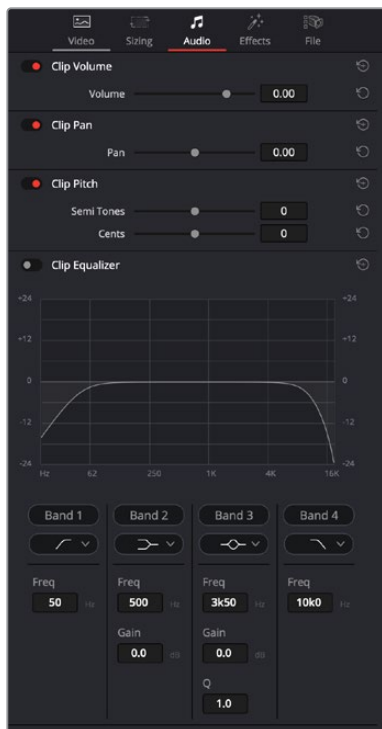 Video Sizing Audio Effects File
Clip Volume
Volume 0.00
Clip Pan
Pan 0.00
Clip Pitch
Semi Tones 0
Cents 0
Clip Equalizer
+24 +24
+12 +12
0 0
-12 -12
-24 -24
Hz 62 250 1K 4K 16K
Band 1 Band 2 Band 3 Band 4
Freq Freq Freq Freq
50 Hz 500 Hz 3k50 Hz 10k0 Hz
Gain Gain
0.0 dB 0.0 dB
Q
1.0